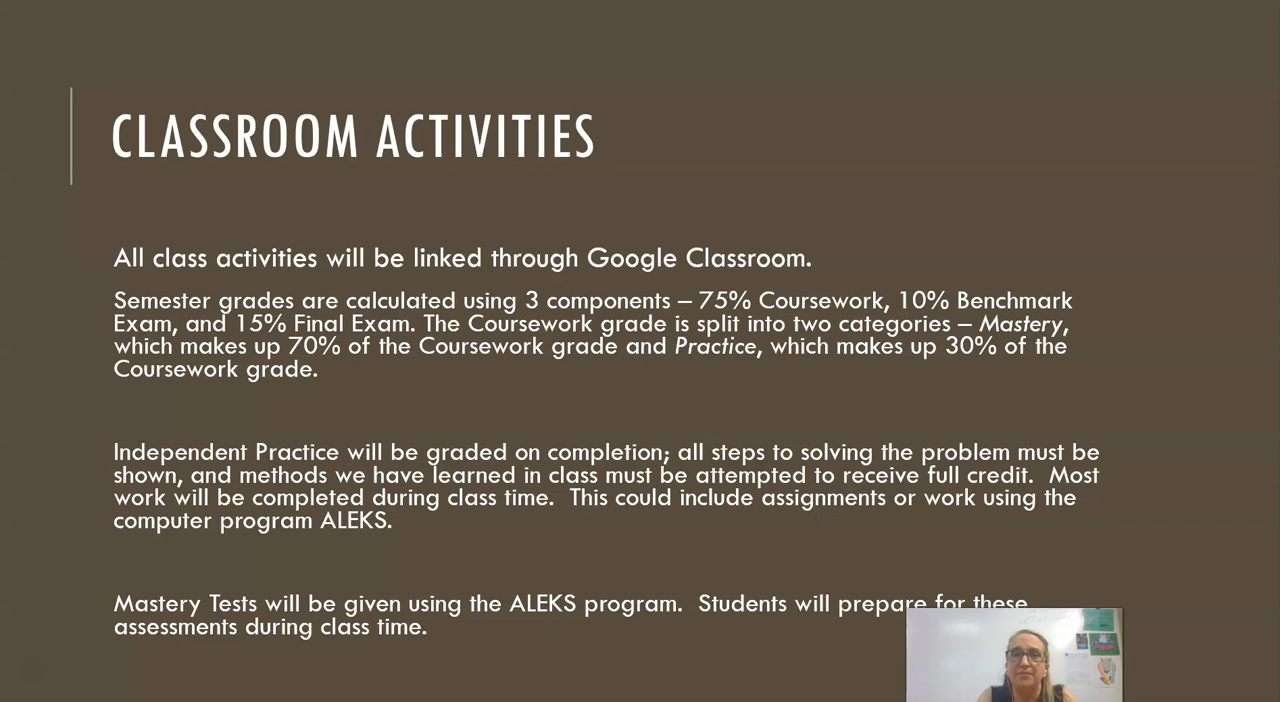 CLASSROOM ACTIVITIES
All class activities will be linked through Google Classroom.
Semester grades are calculated using 3 components – 75% Coursework, 10% Benchmark
Exam, and 15% Final Exam. The Coursework grade is split into two categories – Mastery,
which makes up 70% of the Coursework grade and Practice, which makes up 30% of the
Coursework grade.
Independent Practice will be graded on completion; all steps to solving the problem must be
shown, and methods we have learned in class must be attempted to receive full credit.  Most
work will be completed during class time.  This could include assignments or work using the
computer program ALEKS.
Mastery Tests will be given using the ALEKS program.  Students will prepare for these
assessments during class time.